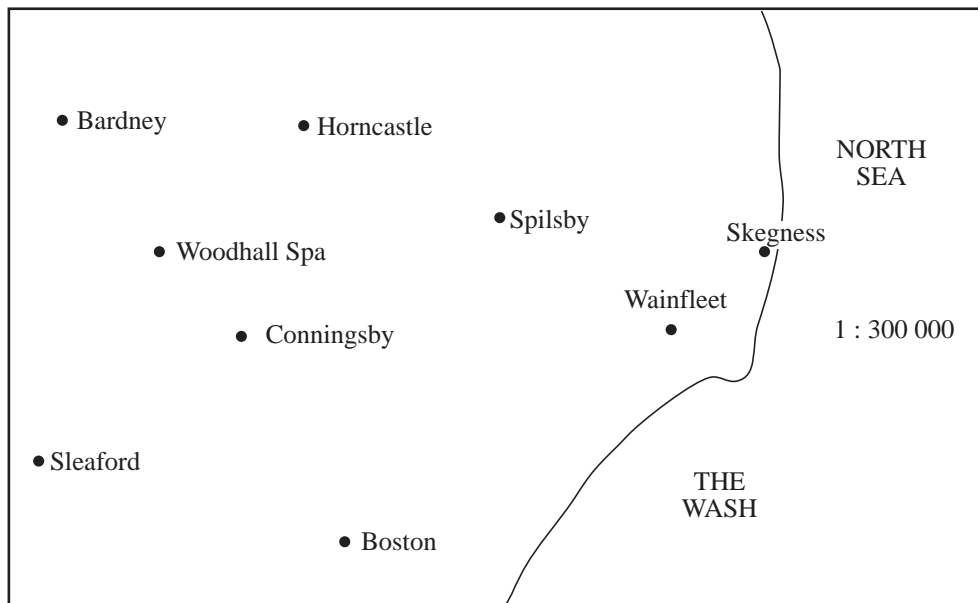 Bardney
Horncastle
NORTH
SEA
Spilsby
Skegness
Woodhall Spa
Wainfleet
Conningsby
1 : 300 000
Sleaford
THE
WASH
Boston